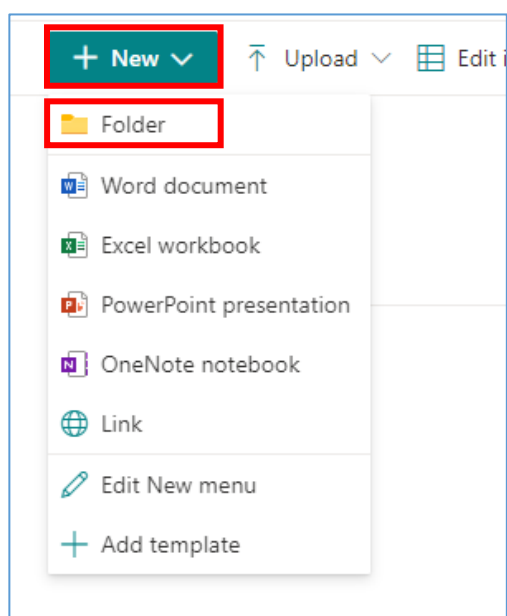 + New Upload Edit i
Folder
Word document
Excel workbook
PowerPoint presentation
OneNote notebook
Link
Edit New menu
Add template